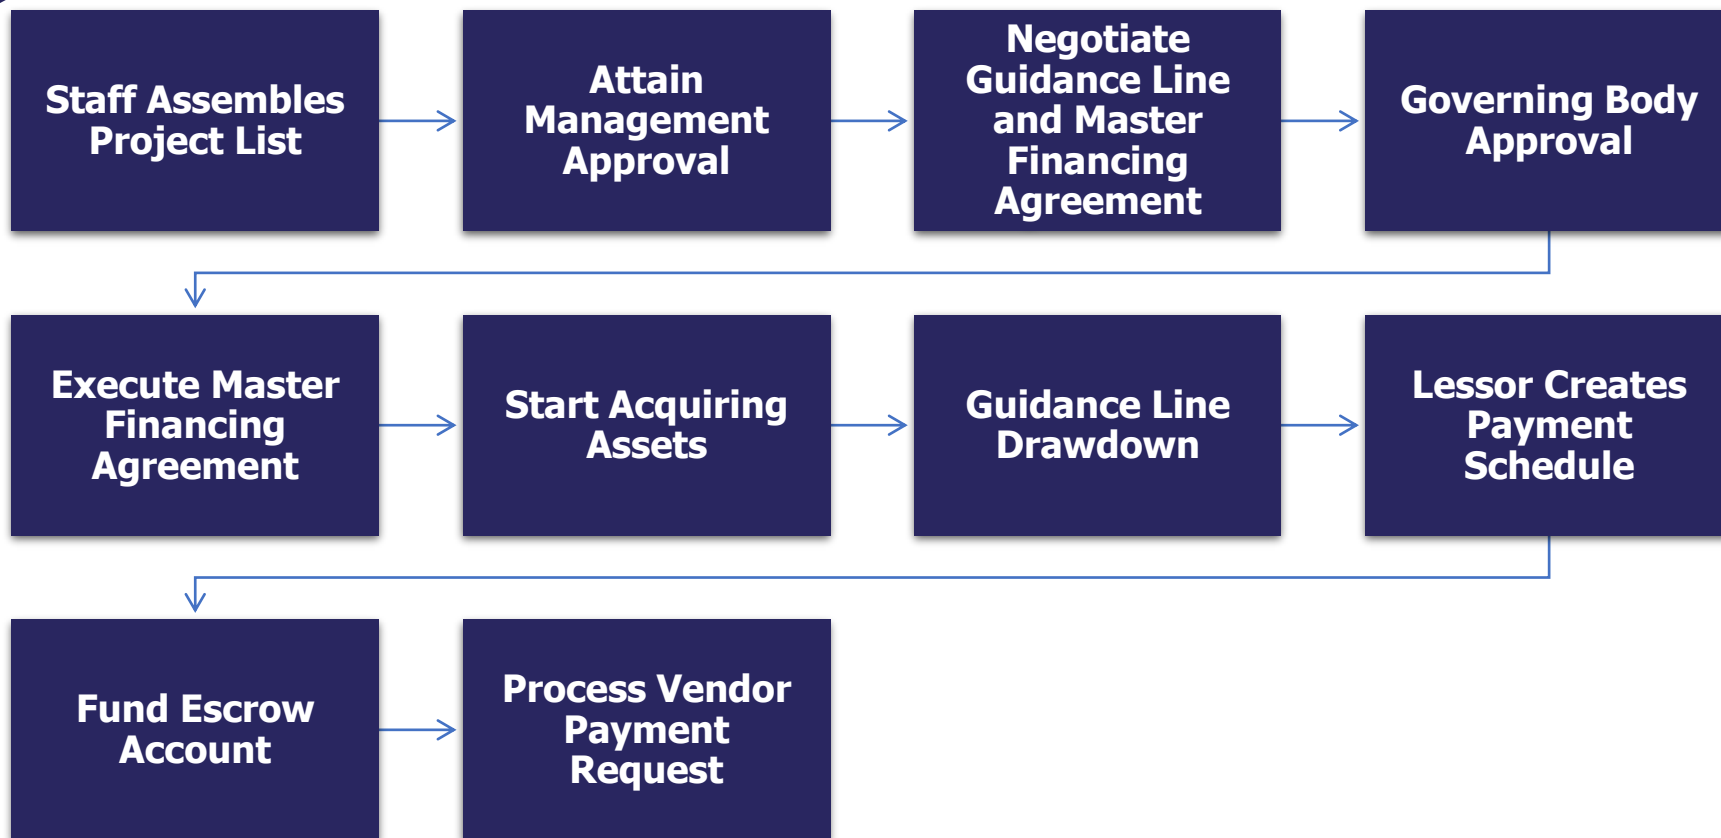 Staff Assembles
Project List
Attain
Management
Approval
Negotiate
Guidance Line
and Master
Financing
Agreement
Governing Body
Approval
Execute Master
Financing
Agreement
Start Acquiring
Assets
Guidance Line
Drawdown
Lessor Creates
Payment
Schedule
Fund Escrow
Account
Process Vendor
Payment
Request